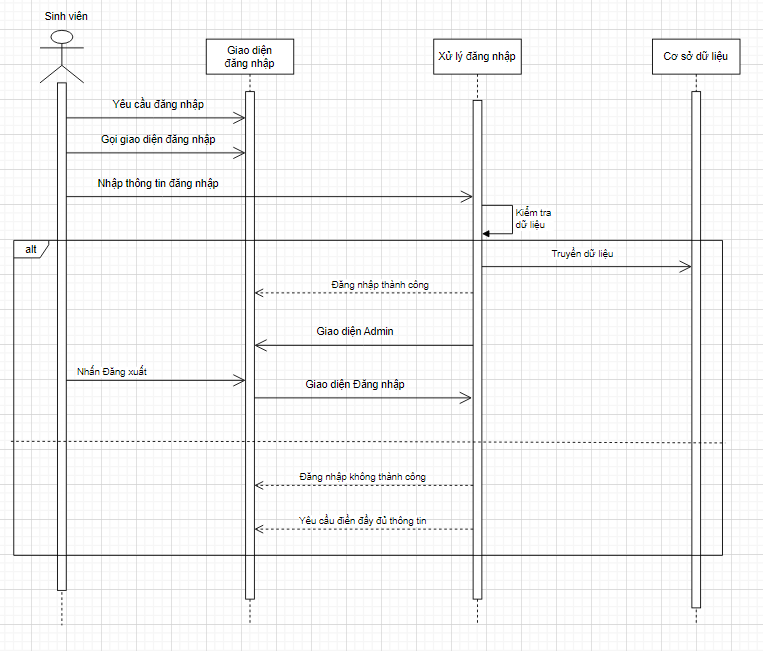 Sinh viên
Giao diện
đăng nhập
Xử lý đăng nhập
Cơ sở dữ liệu
Yêu cầu đăng nhập
Gọi giao diện đăng nhập
Nhập thông tin đăng nhập
Kiểm tra
dữ liệu
alt
Truyền dữ liệu
Đăng nhập thành công
Giao diện Admin
Nhấn Đăng xuất
Giao diện Đăng nhập
Đăng nhập không thành công
Yêu cầu điền đầy đủ thông tin